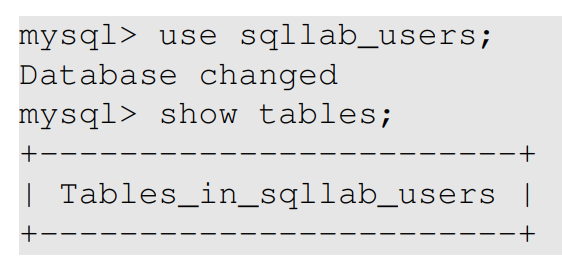 mysql> use sqllab_users;
Database changed
mysql> show tables;
+------------------------+
| Tables_in_sqllab_users |
+------------------------+